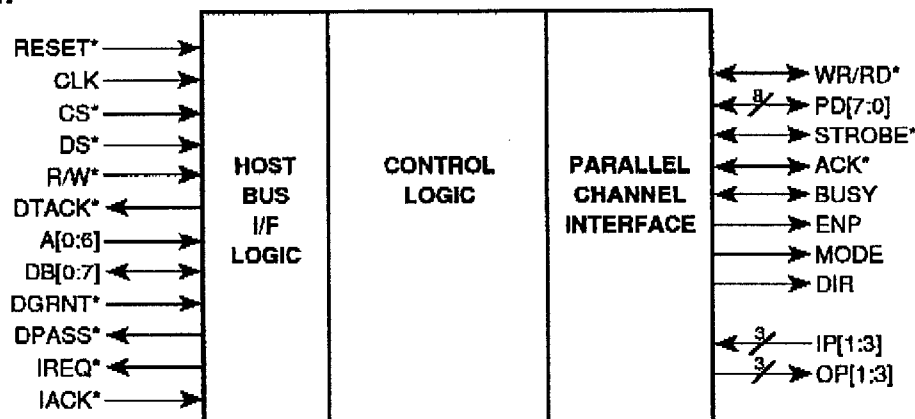 RESET*
CLK
CS*
DS*
R/W*
DTACK*
A[0:6]
DB[0:7]
DGRNT*
DPASS*
IREQ*
IACK*
HOST
BUS
I/F
LOGIC
CONTROL
LOGIC
PARALLEL
CHANNEL
INTERFACE
WR/RD*
8 PD[7:0]
STROBE*
ACK*
BUSY
ENP
MODE
DIR
3 IP[1:3]
3 OP[1:3]